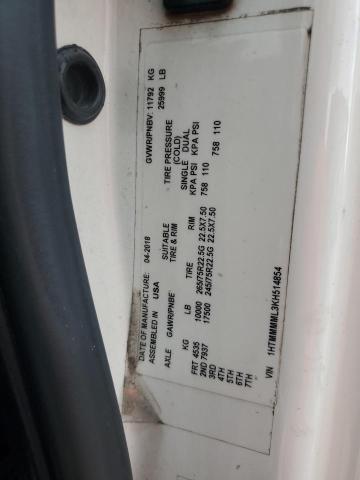 DATE OF MANUFACTURE: 04-2018 GVWR/PNBV: 11792 KG
ASSEMBLED IN USA 25999 LB
TIRE PRESSURE
SUITABLE (COLD)
AXLE GAWR/PNBE TIRE & RIM SINGLE DUAL
KG LB TIRE RIM KPA PSI KPA PSI
FRT 4535 10000 265/75R22.5G 22.5X7.50 758 110
2ND 7937 17500 245/75R22.5G 22.5X7.50 758 110
3RD
4TH
5TH
6TH
7TH
VIN 1HTMMMML3KH514854